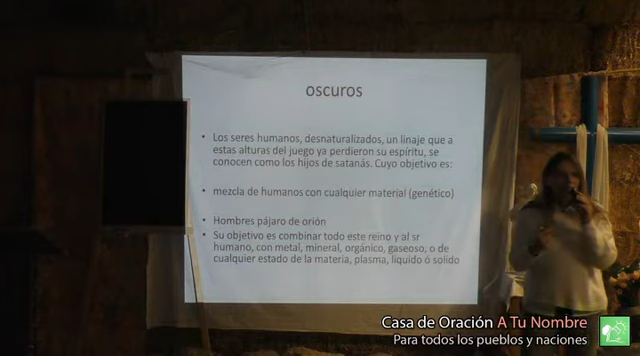 oscuros
• Los seres humanos, desnaturalizados, un linaje que a
estas alturas del juego ya perdieron su espíritu, se
conocen como los hijos de satanás. Cuyo objetivo es:
• mezcla de humanos con cualquier material (genético)
• Hombres pájaro de orión
• Su objetivo es combinar todo este reino y al sr
humano, con metal, mineral, orgánico, gaseoso, o de
cualquier estado de la materia, plasma, liquido ó solido
Casa de Oración A Tu Nombre
Para todos los pueblos y naciones